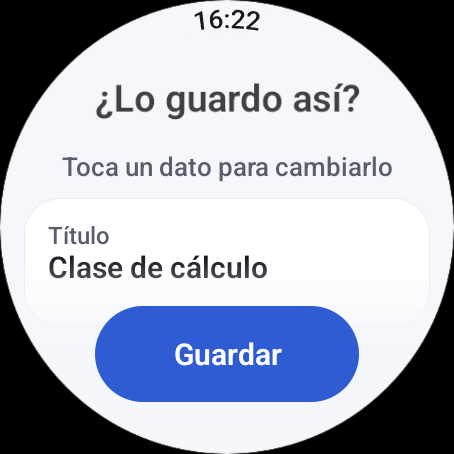 16:22
¿Lo guardo así?
Toca un dato para cambiarlo
Título
Clase de cálculo
Guardar